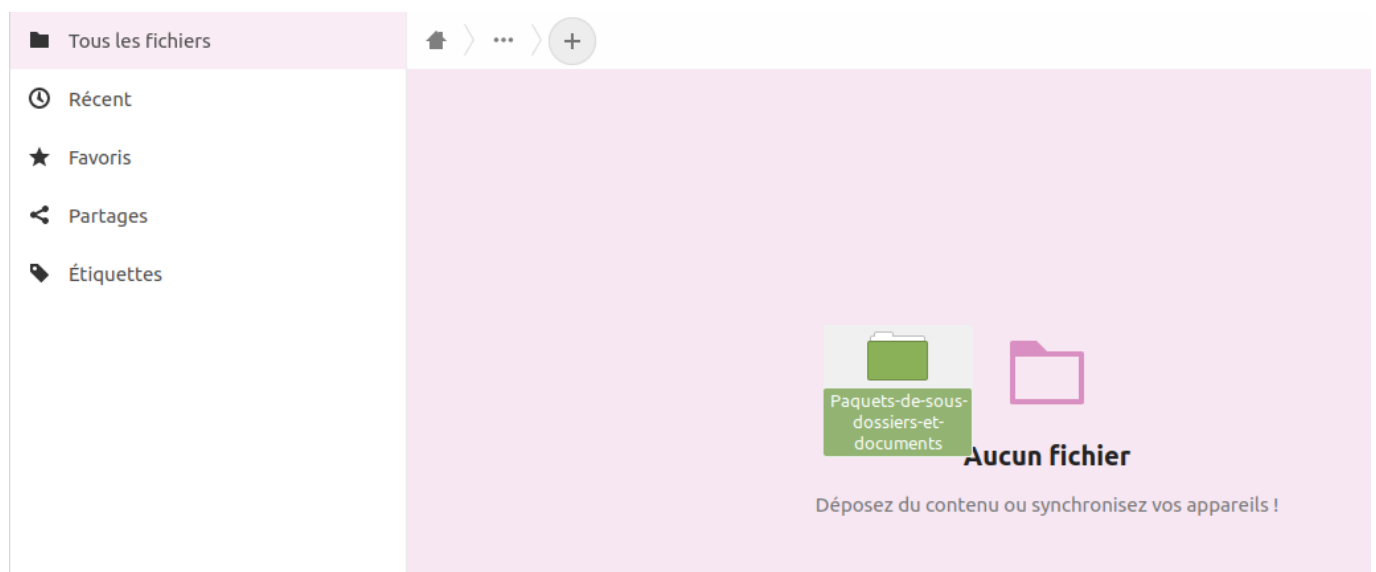 Tous les fichiers
Récent
Favoris
Partages
Étiquettes
Paquets-de-sous-
dossiers-et-
documents
Aucun fichier
Déposez du contenu ou synchronisez vos appareils !